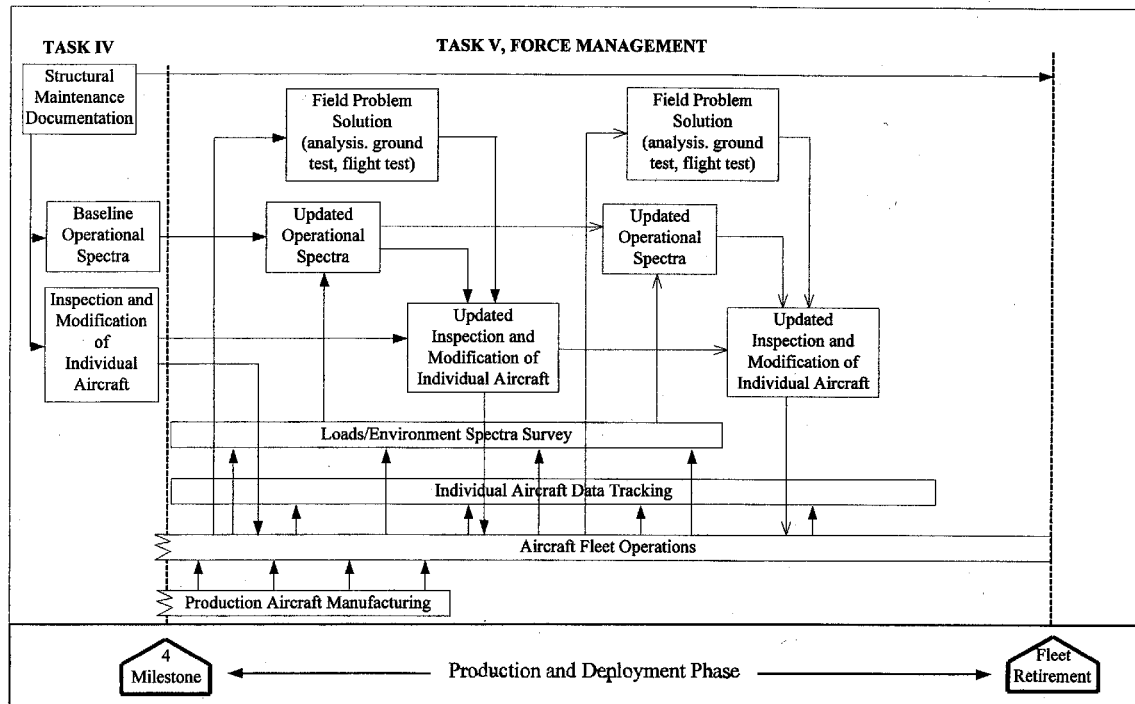 TASK IV
TASK V, FORCE MANAGEMENT
Structural
Maintenance
Documentation
Field Problem
Solution
(analysis. ground
test, flight test)
Field Problem
Solution
(analysis. ground
test, flight test)
Baseline
Operational
Spectra
Updated
Operational
Spectra
Updated
Operational
Spectra
Inspection and
Modification
of
Individual
Aircraft
Updated
Inspection and
Modification of
Individual Aircraft
Updated
Inspection and
Modification of
Individual Aircraft
Loads/Environment Spectra Survey
Individual Aircraft Data Tracking
Aircraft Fleet Operations
Production Aircraft Manufacturing
4
Milestone
Production and Deployment Phase
Fleet
Retirement